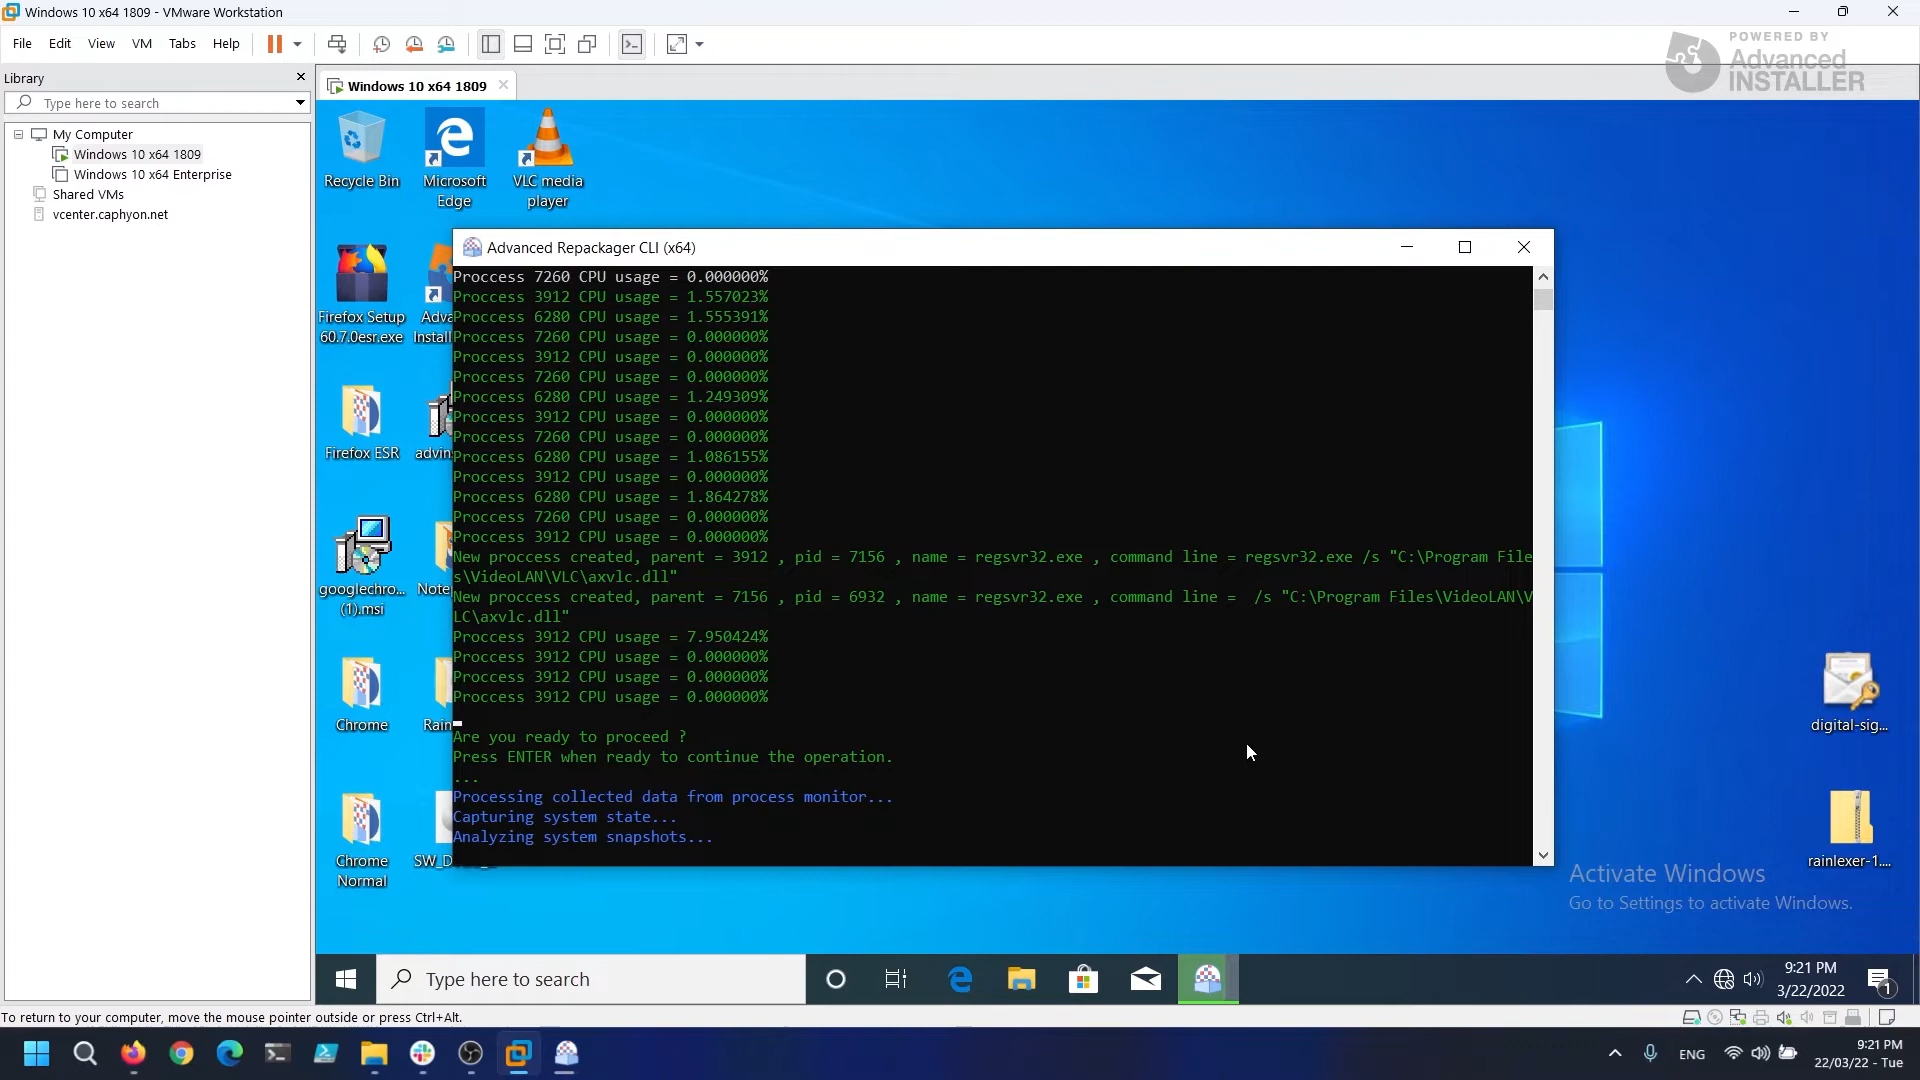 Windows 10 x64 1809 - VMware Workstation
File Edit View VM Tabs Help
POWERED BY
Advanced
INSTALLER
Library
Type here to search
My Computer
Windows 10 x64 1809
Windows 10 x64 Enterprise
Shared VMs
vcenter.caphyon.net
Windows 10 x64 1809
Recycle Bin
Microsoft
Edge
VLC media
player
Firefox Setup
60.7.0esr.exe
Adva
Install
Firefox ESR
advin
googlechro...
(1).msi
Note
Chrome
Rain
Chrome
Normal
SW_D
Advanced Repackager CLI (x64)
Proccess 7260 CPU usage = 0.000000%
Proccess 3912 CPU usage = 1.557023%
Proccess 6280 CPU usage = 1.555391%
Proccess 7260 CPU usage = 0.000000%
Proccess 3912 CPU usage = 0.000000%
Proccess 7260 CPU usage = 0.000000%
Proccess 6280 CPU usage = 1.249309%
Proccess 3912 CPU usage = 0.000000%
Proccess 7260 CPU usage = 0.000000%
Proccess 6280 CPU usage = 1.086155%
Proccess 3912 CPU usage = 0.000000%
Proccess 6280 CPU usage = 1.864278%
Proccess 7260 CPU usage = 0.000000%
Proccess 3912 CPU usage = 0.000000%
New proccess created, parent = 3912 , pid = 7156 , name = regsvr32.exe , command line = regsvr32.exe /s "C:\Program File
s\VideoLAN\VLC\axvlc.dll"
New proccess created, parent = 7156 , pid = 6932 , name = regsvr32.exe , command line =  /s "C:\Program Files\VideoLAN\V
LC\axvlc.dll"
Proccess 3912 CPU usage = 7.950424%
Proccess 3912 CPU usage = 0.000000%
Proccess 3912 CPU usage = 0.000000%
Proccess 3912 CPU usage = 0.000000%
Are you ready to proceed ?
Press ENTER when ready to continue the operation.
...
Processing collected data from process monitor...
Capturing system state...
Analyzing system snapshots...
digital-sig...
rainlexer-1....
Activate Windows
Go to Settings to activate Windows.
Type here to search
9:21 PM
3/22/2022
1
To return to your computer, move the mouse pointer outside or press Ctrl+Alt.
ENG
9:21 PM
22/03/22 - Tue